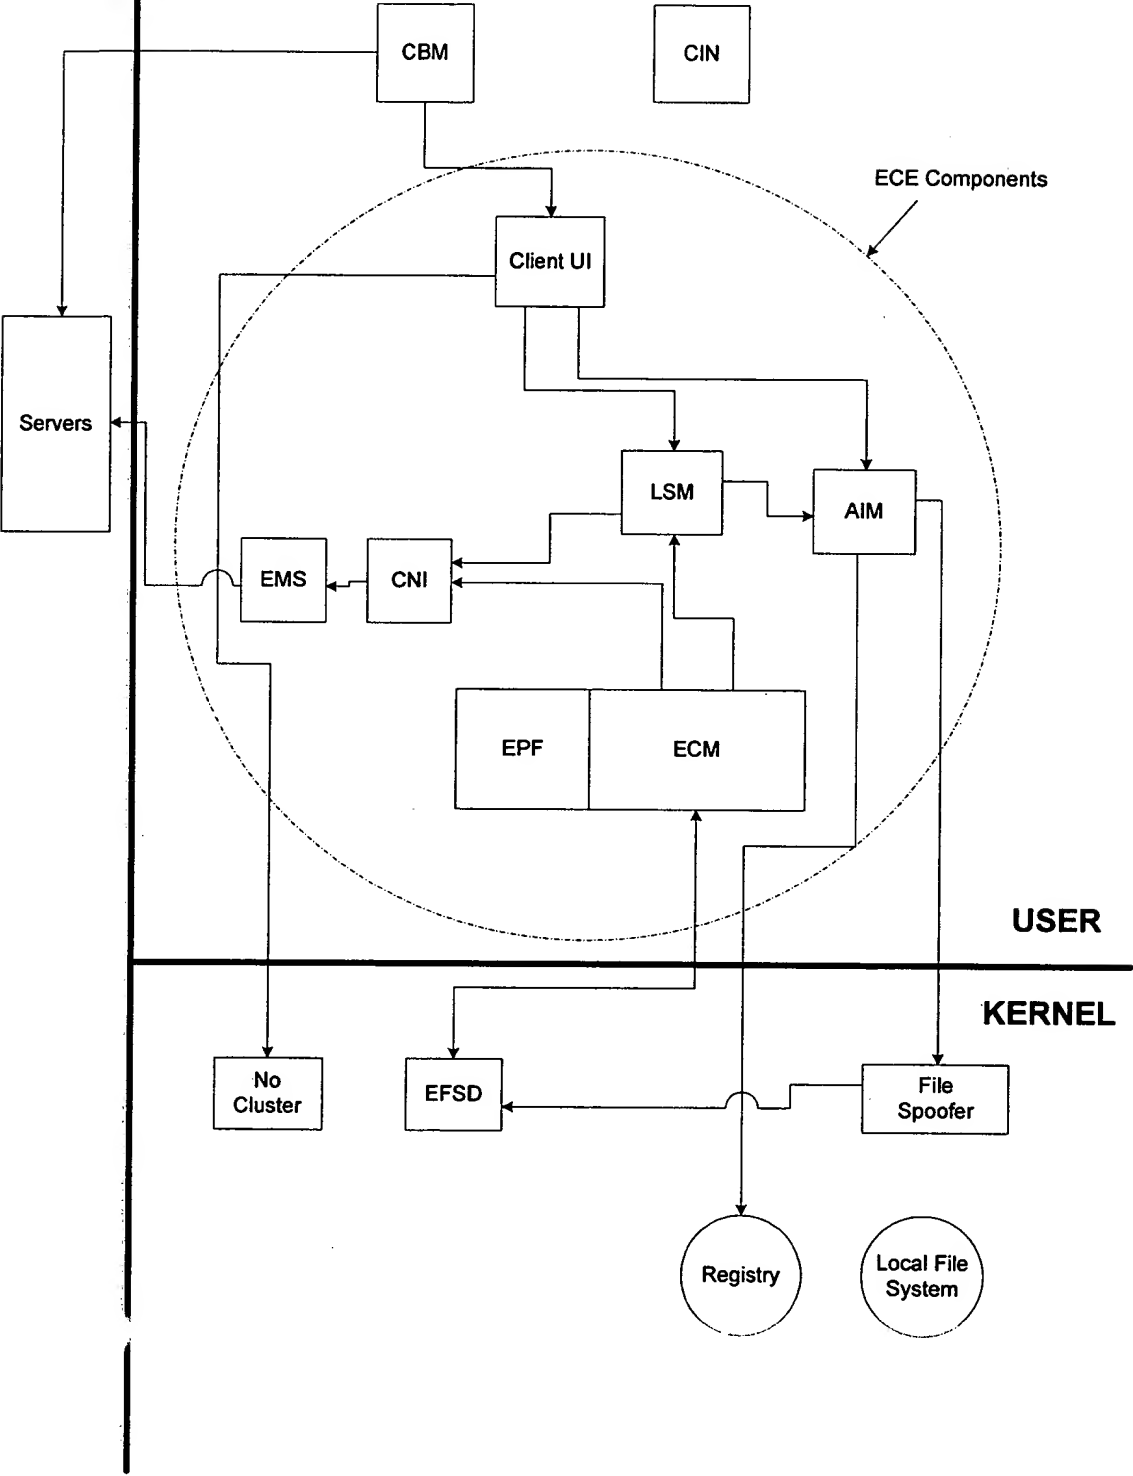 CBM
CIN
ECE Components
Client UI
Servers
LSM
AIM
EMS
CNI
EPF
ECM
USER
KERNEL
No
Cluster
EFSD
File
Spoofer
Registry
Local File
System